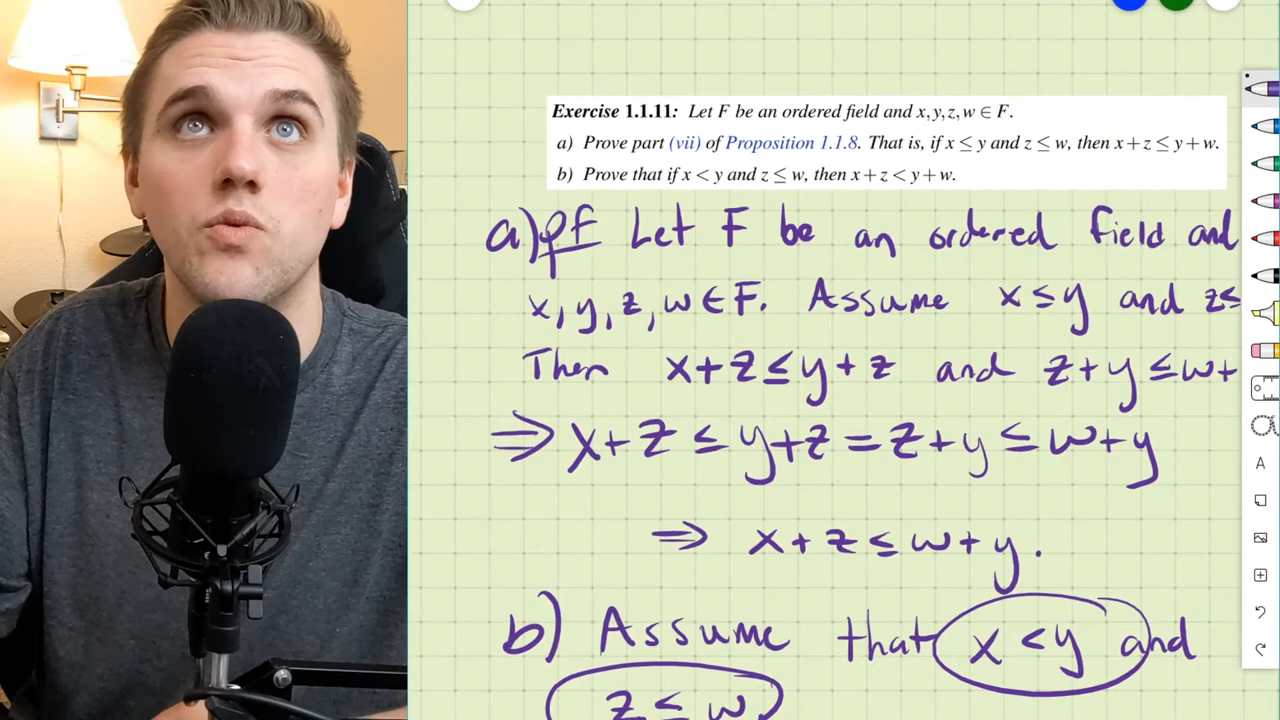 Exercise 1.1.11: Let F be an ordered field and x, y, z, w ∈ F.
a) Prove part (vii) of Proposition 1.1.8. That is, if x ≤ y and z ≤ w, then x + z ≤ y + w.
b) Prove that if x < y and z ≤ w, then x + z < y + w.
a) pf Let F be an ordered field and
x, y, z, w ∈ F. Assume x ≤ y and z ≤
Then x + z ≤ y + z and z + y ≤ w +
⇒ x + z ≤ y + z = z + y ≤ w + y
⇒ x + z ≤ w + y.
b) Assume that x < y and
z ≤ w
A